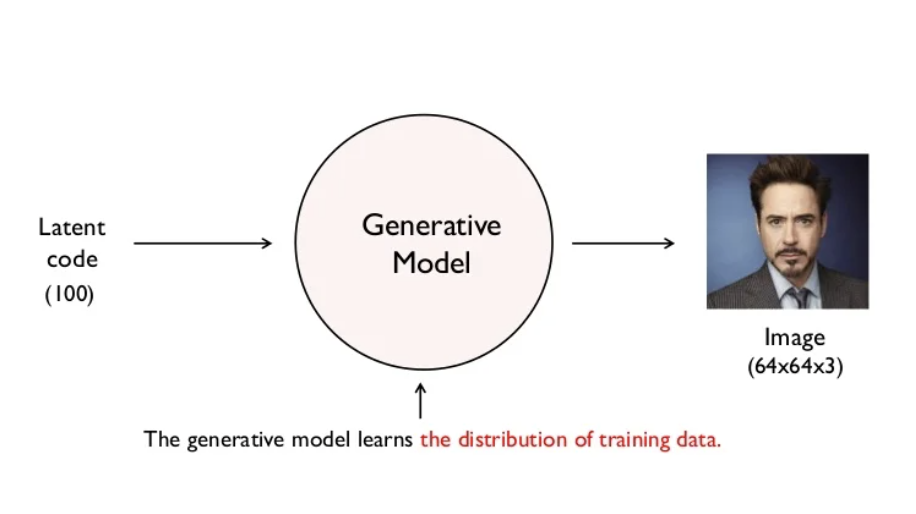 Latent
code
(100)
Generative
Model
Image
(64x64x3)
The generative model learns the distribution of training data.